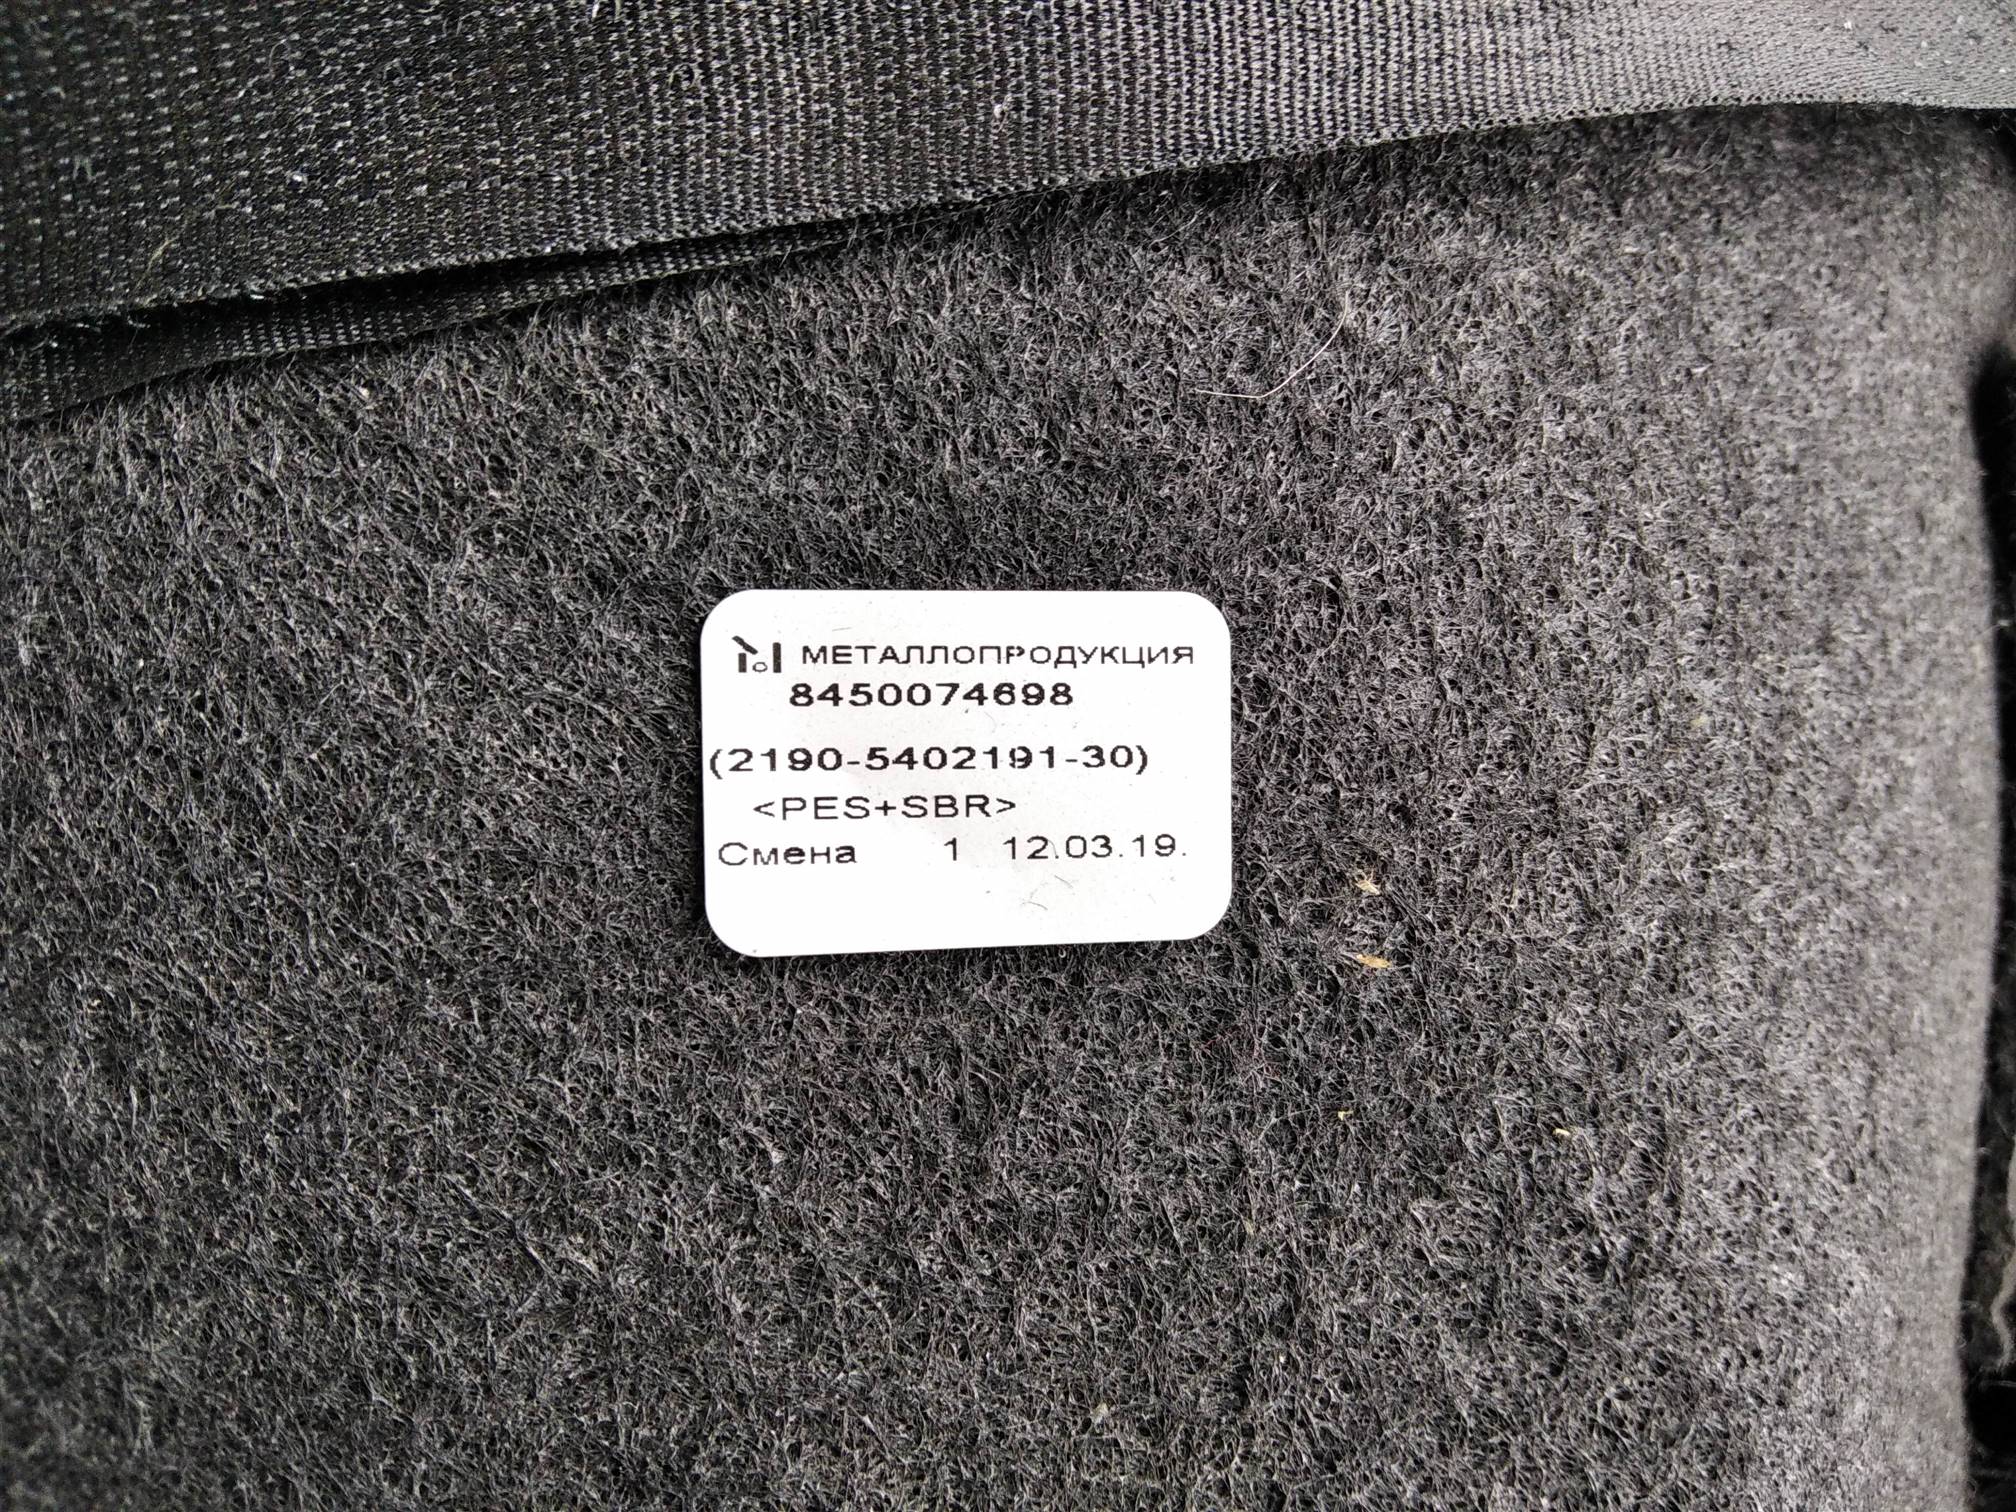 МЕТАЛЛОПРОДУКЦИЯ
8450074698
(2190-5402191-30)
<PES+SBR>
Смена 1 12.03.19.